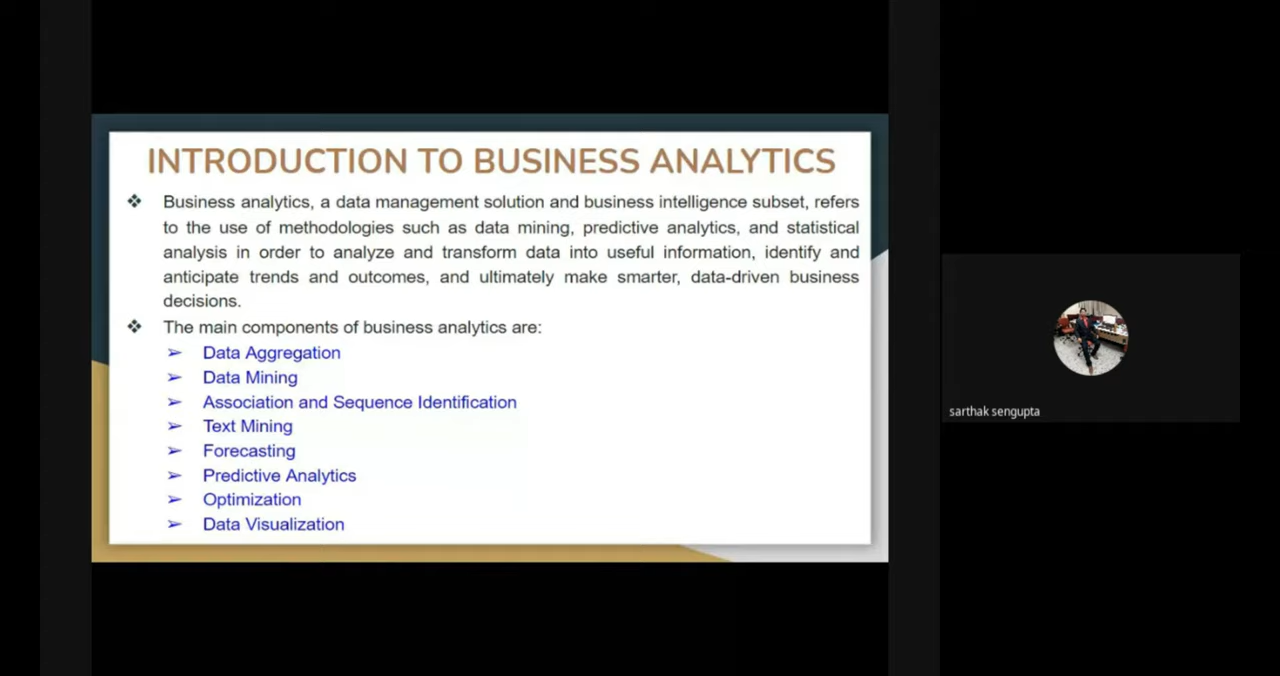 INTRODUCTION TO BUSINESS ANALYTICS
❖ Business analytics, a data management solution and business intelligence subset, refers
to the use of methodologies such as data mining, predictive analytics, and statistical
analysis in order to analyze and transform data into useful information, identify and
anticipate trends and outcomes, and ultimately make smarter, data-driven business
decisions.
❖ The main components of business analytics are:
➢ Data Aggregation
➢ Data Mining
➢ Association and Sequence Identification
➢ Text Mining
➢ Forecasting
➢ Predictive Analytics
➢ Optimization
➢ Data Visualization
sarthak sengupta